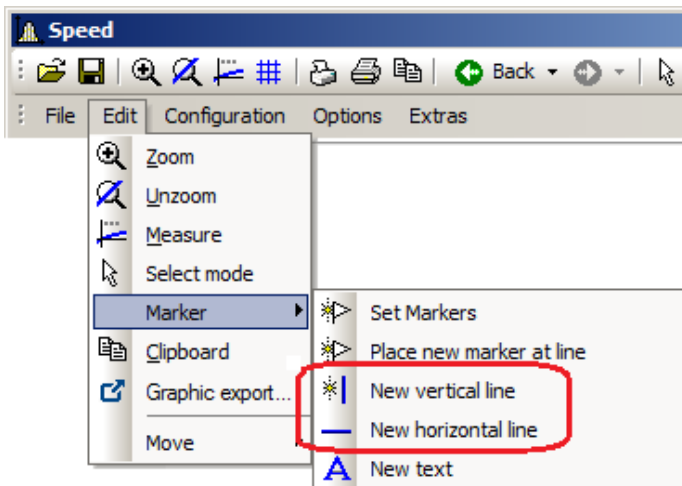 Speed
Back
File Edit Configuration Options Extras
Zoom
Unzoom
Measure
Select mode
Marker
Clipboard
Graphic export...
Move
Set Markers
Place new marker at line
New vertical line
New horizontal line
A New text